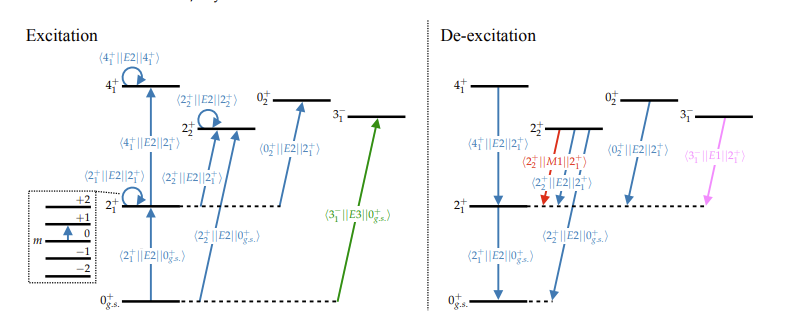 Excitation
⟨4₁⁺||E2||4₁⁺⟩
4₁⁺
⟨2₂⁺||E2||2₂⁺⟩
0₂⁺
3₁⁻
2₂⁺
⟨4₁⁺||E2||2₁⁺⟩
⟨0₂⁺||E2||2₁⁺⟩
⟨2₁⁺||E2||2₁⁺⟩
⟨2₂⁺||E2||2₁⁺⟩
2₁⁺
⟨3₁⁻||E3||0⁺g.s.⟩
+2
+1
m
0
−1
−2
⟨2₂⁺||E2||0⁺g.s.⟩
⟨2₁⁺||E2||0⁺g.s.⟩
0⁺g.s.
De-excitation
4₁⁺
0₂⁺
3₁⁻
2₂⁺
⟨4₁⁺||E2||2₁⁺⟩
⟨0₂⁺||E2||2₁⁺⟩
⟨3₁⁻||E1||2₁⁺⟩
⟨2₂⁺||M1||2₁⁺⟩
⟨2₂⁺||E2||2₁⁺⟩
2₁⁺
⟨2₂⁺||E2||0⁺g.s.⟩
⟨2₁⁺||E2||0⁺g.s.⟩
0⁺g.s.